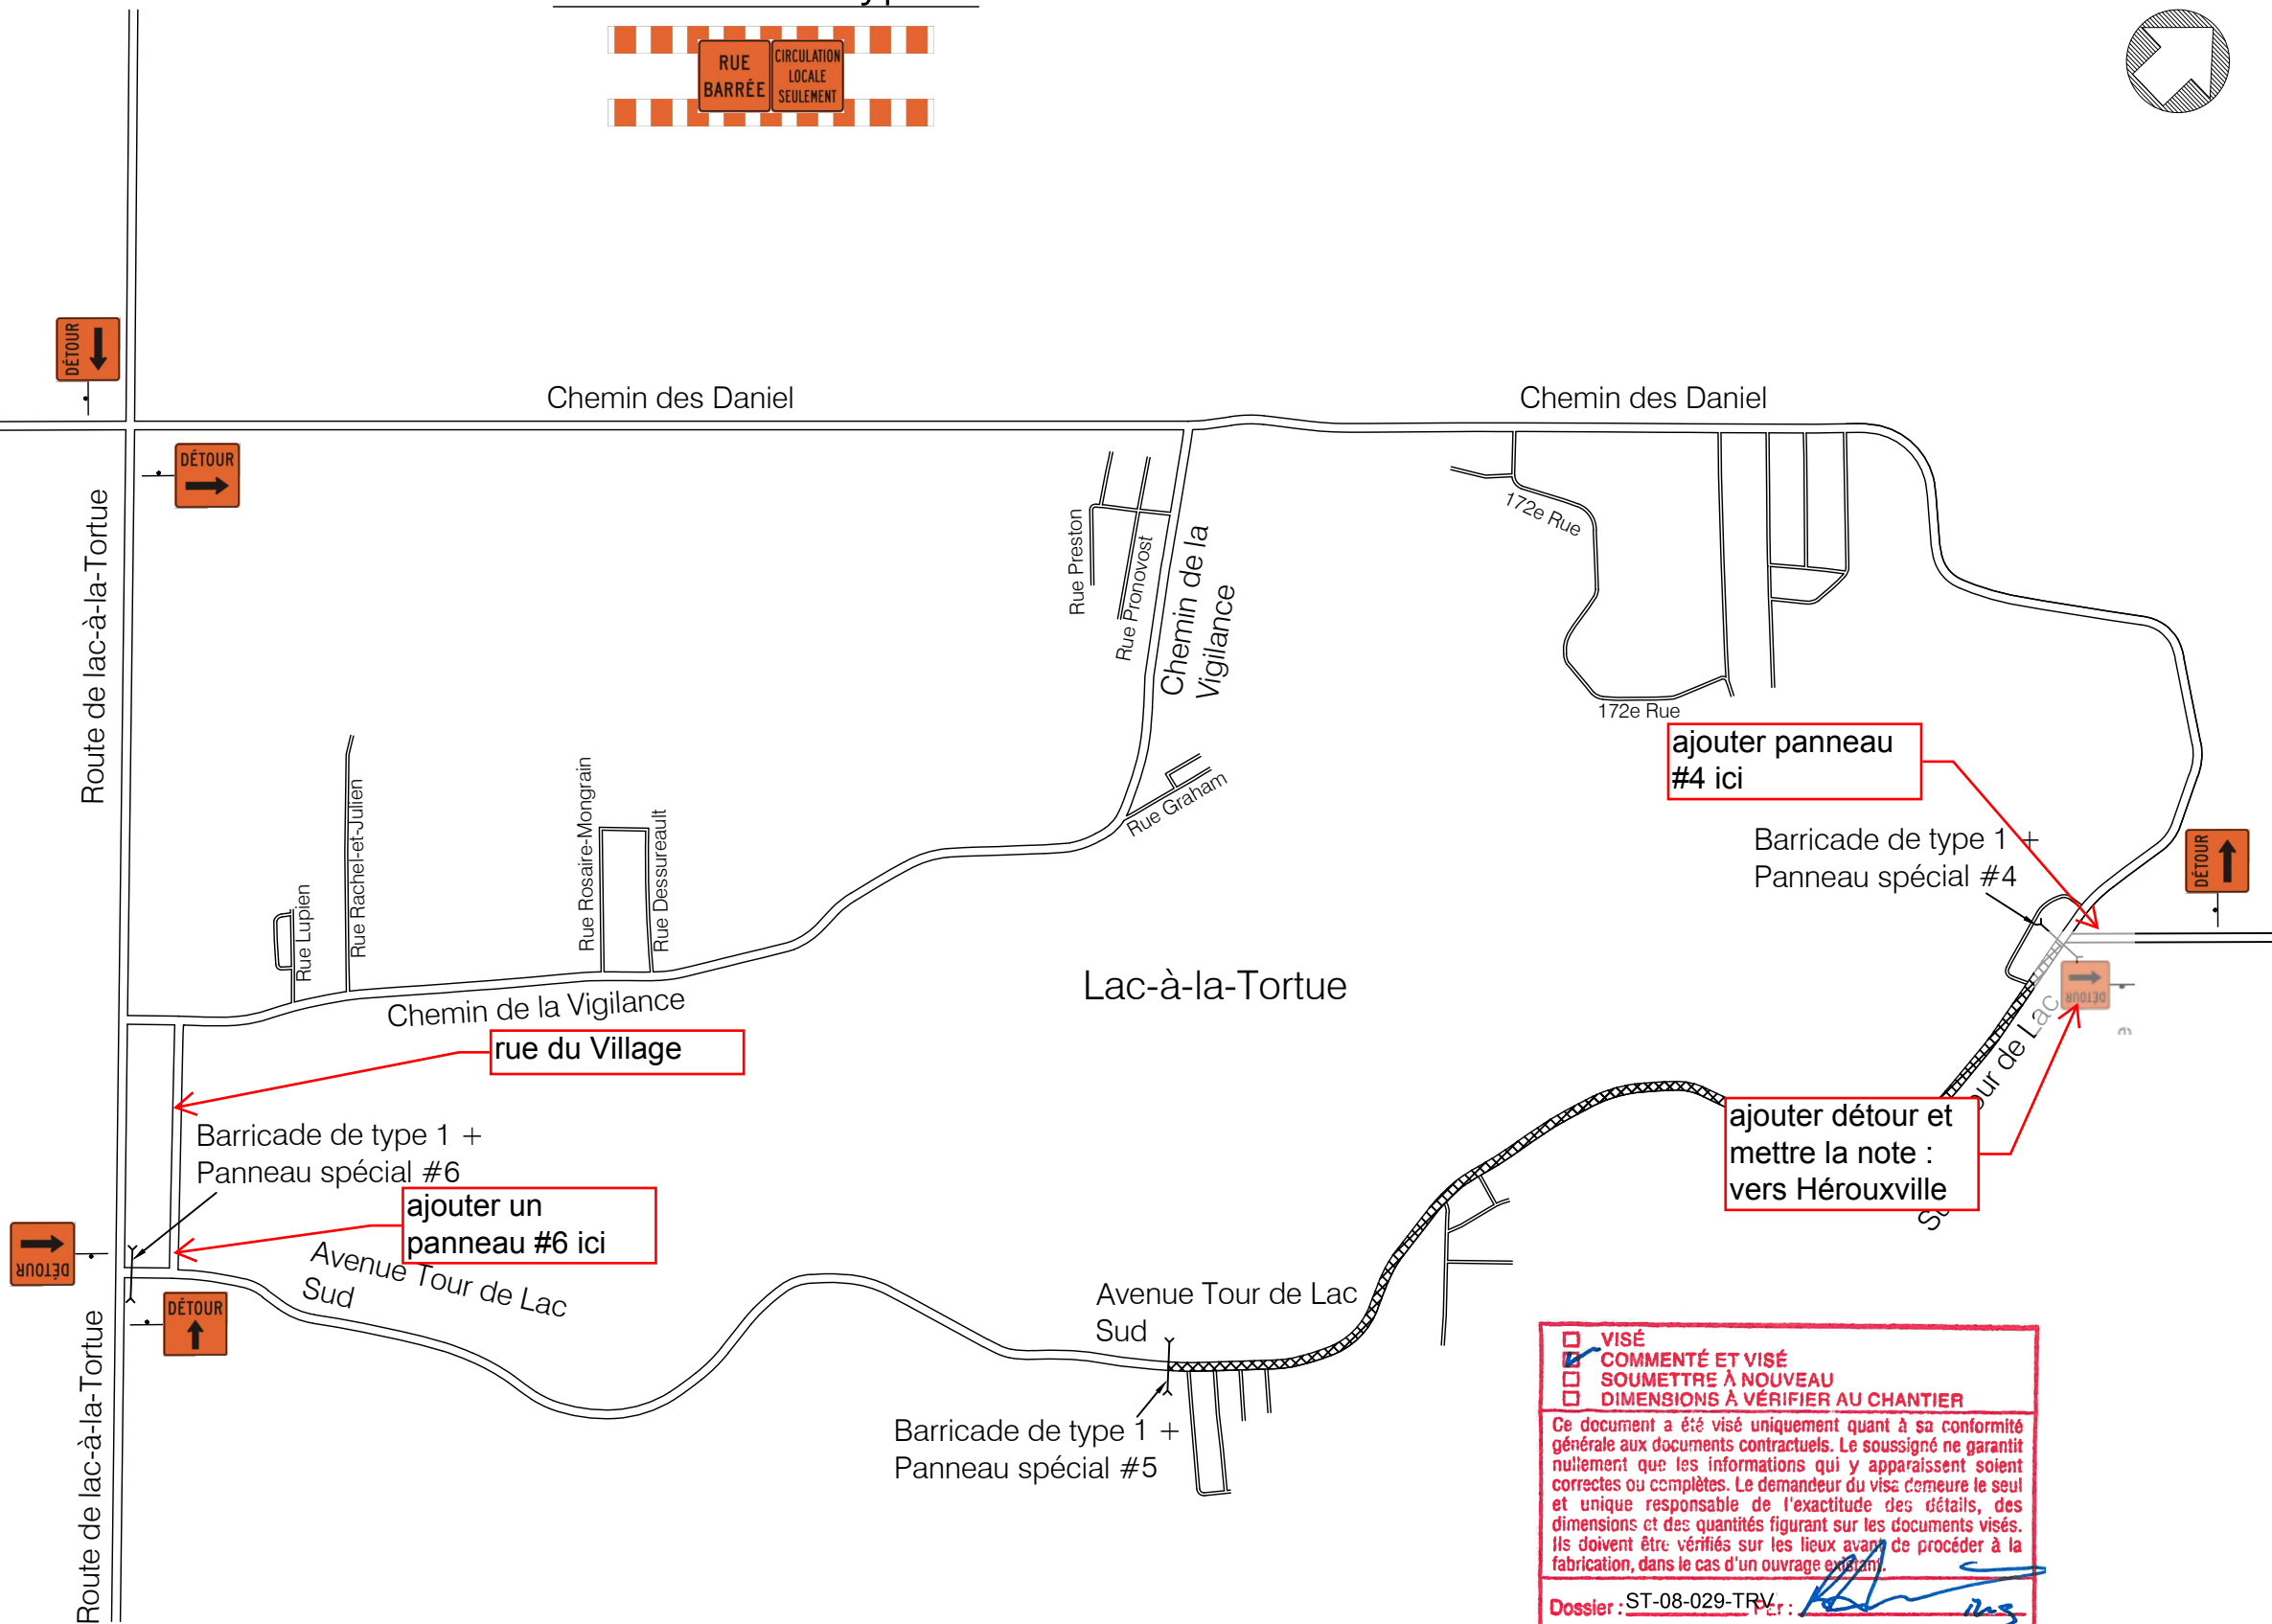 RUE
BARRÉE
CIRCULATION
LOCALE
SEULEMENT
DÉTOUR
Chemin des Daniel
Chemin des Daniel
DÉTOUR
Route de lac-à-la-Tortue
Rue Preston
Rue Pronovost
Chemin de la
Vigilance
172e Rue
172e Rue
ajouter panneau
#4 ici
Rue Graham
Barricade de type 1 +
Panneau spécial #4
DÉTOUR
Rue Lupien
Rue Rachel-et-Julien
Rue Rosaire-Mongrain
Rue Dessureault
Lac-à-la-Tortue
DÉTOUR
Chemin de la Vigilance
rue du Village
our de Lac
ajouter détour et
mettre la note :
vers Hérouxville
Barricade de type 1 +
Panneau spécial #6
ajouter un
panneau #6 ici
DÉTOUR
Avenue Tour de Lac
Sud
DÉTOUR
Avenue Tour de Lac
Sud
Barricade de type 1 +
Panneau spécial #5
Route de lac-à-la-Tortue
VISÉ
COMMENTÉ ET VISÉ
SOUMETTRE À NOUVEAU
DIMENSIONS À VÉRIFIER AU CHANTIER
Ce document a été visé uniquement quant à sa conformité
générale aux documents contractuels. Le soussigné ne garantit
nullement que les informations qui y apparaissent soient
correctes ou complètes. Le demandeur du visa demeure le seul
et unique responsable de l'exactitude des détails, des
dimensions et des quantités figurant sur les documents visés.
Ils doivent être vérifiés sur les lieux avant de procéder à la
fabrication, dans le cas d'un ouvrage existant.
Dossier : ST-08-029-TRV Par :